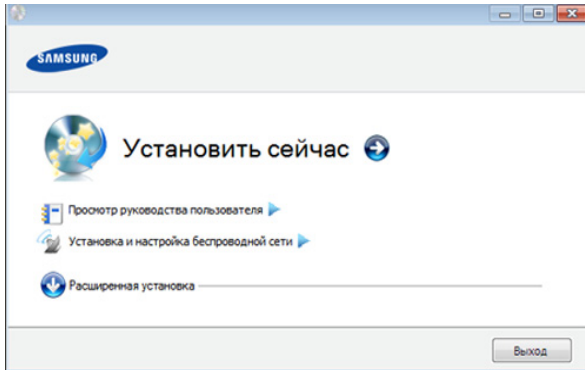 SAMSUNG
Установить сейчас
Просмотр руководства пользователя
Установка и настройка беспроводной сети
Расширенная установка
Выход